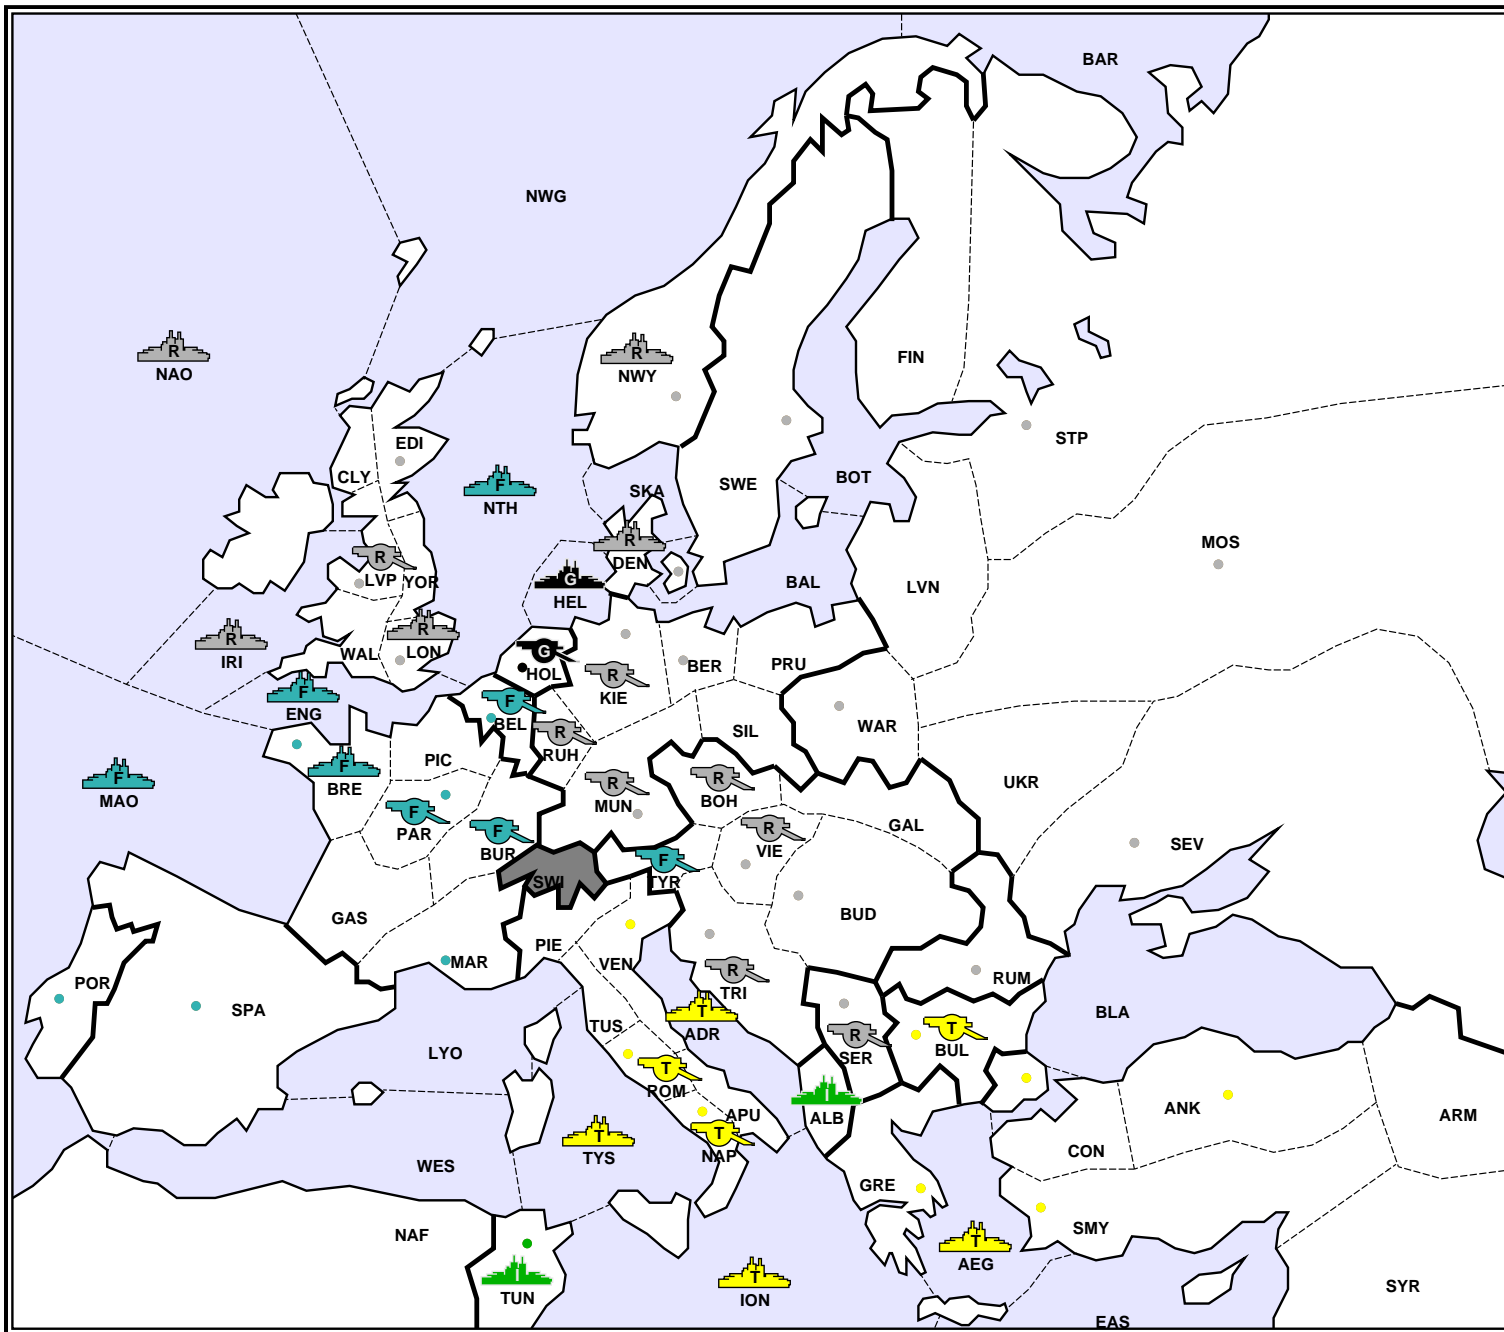 BAR
NWG
R
NAO
R
NWY
FIN
EDI
STP
CLY
F
NTH
SKA
SWE
BOT
R
DEN
MOS
R
LVP
YOR
G
HEL
BAL
LVN
R
IRI
WAL
R
LON
G
HOL
R
KIE
BER
PRU
F
ENG
F
BEL
R
RUH
SIL
WAR
F
MAO
F
BRE
PIC
R
MUN
R
BOH
UKR
F
PAR
F
BUR
R
VIE
GAL
SEV
SWI
F
TYR
GAS
BUD
PIE
VEN
MAR
POR
SPA
R
TRI
RUM
BLA
T
ADR
TUS
LYO
R
SER
T
BUL
T
ROM
I
ALB
APU
ANK
ARM
T
TYS
T
NAP
CON
WES
GRE
NAF
SMY
T
AEG
I
TUN
T
ION
SYR
EAS